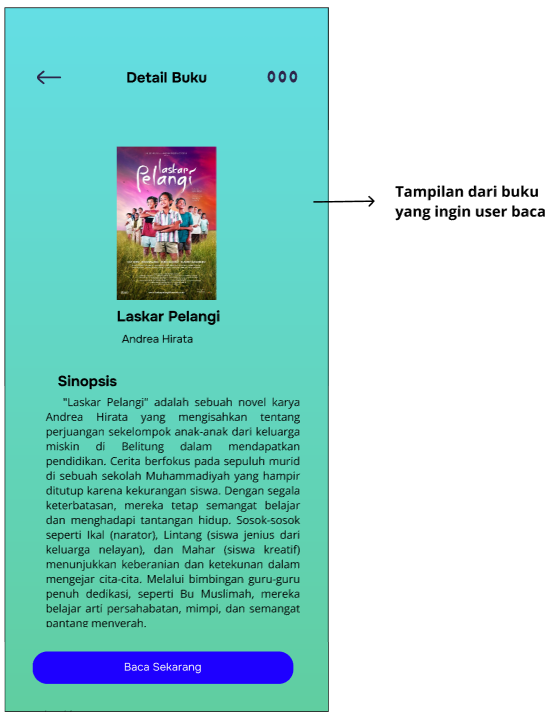 Detail Buku
laskar
pelangi
Tampilan dari buku
yang ingin user baca
Laskar Pelangi
Andrea Hirata
Sinopsis
"Laskar Pelangi" adalah sebuah novel karya
Andrea Hirata yang mengisahkan tentang
perjuangan sekelompok anak-anak dari keluarga
miskin di Belitung dalam mendapatkan
pendidikan. Cerita berfokus pada sepuluh murid
di sebuah sekolah Muhammadiyah yang hampir
ditutup karena kekurangan siswa. Dengan segala
keterbatasan, mereka tetap semangat belajar
dan menghadapi tantangan hidup. Sosok-sosok
seperti Ikal (narator), Lintang (siswa jenius dari
keluarga nelayan), dan Mahar (siswa kreatif)
menunjukkan keberanian dan ketekunan dalam
mengejar cita-cita. Melalui bimbingan guru-guru
penuh dedikasi, seperti Bu Muslimah, mereka
belajar arti persahabatan, mimpi, dan semangat
pantang menyerah.
Baca Sekarang